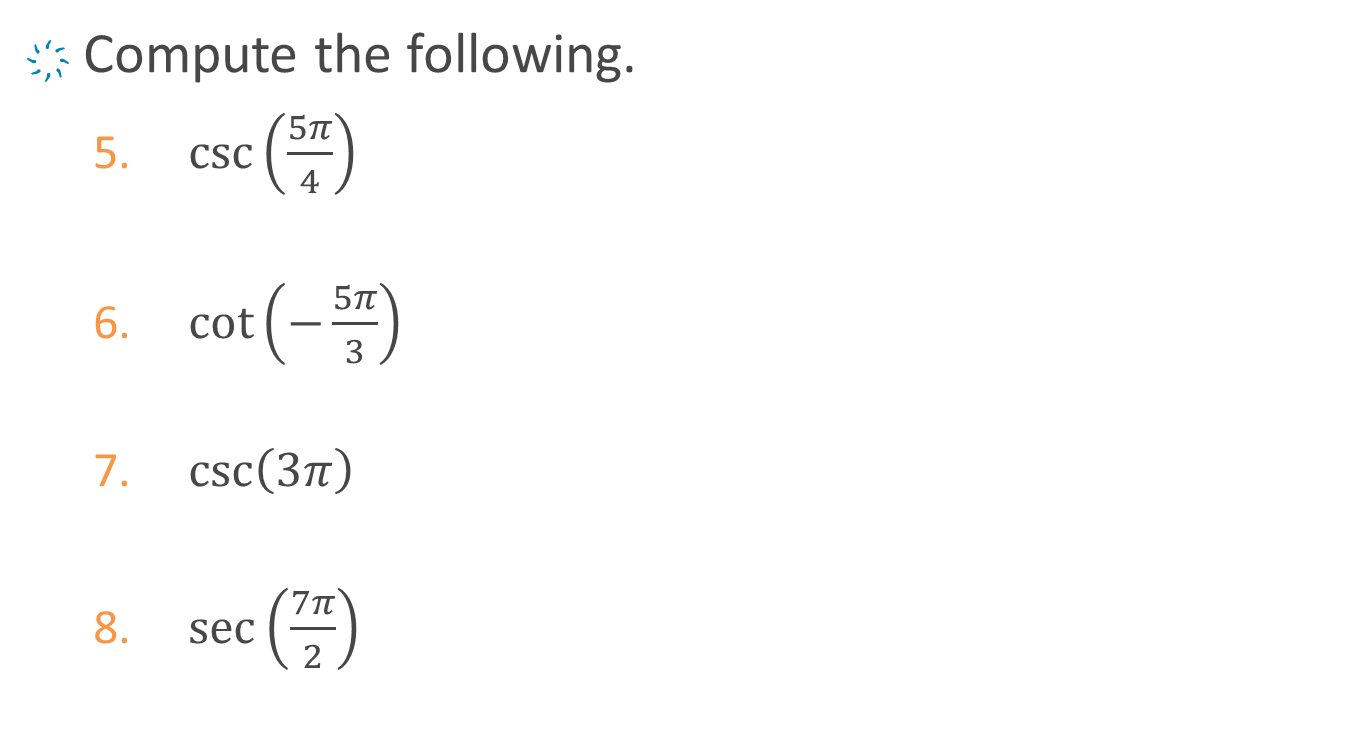 Compute the following.
5. csc(5π/4)
6. cot(−5π/3)
7. csc(3π)
8. sec(7π/2)